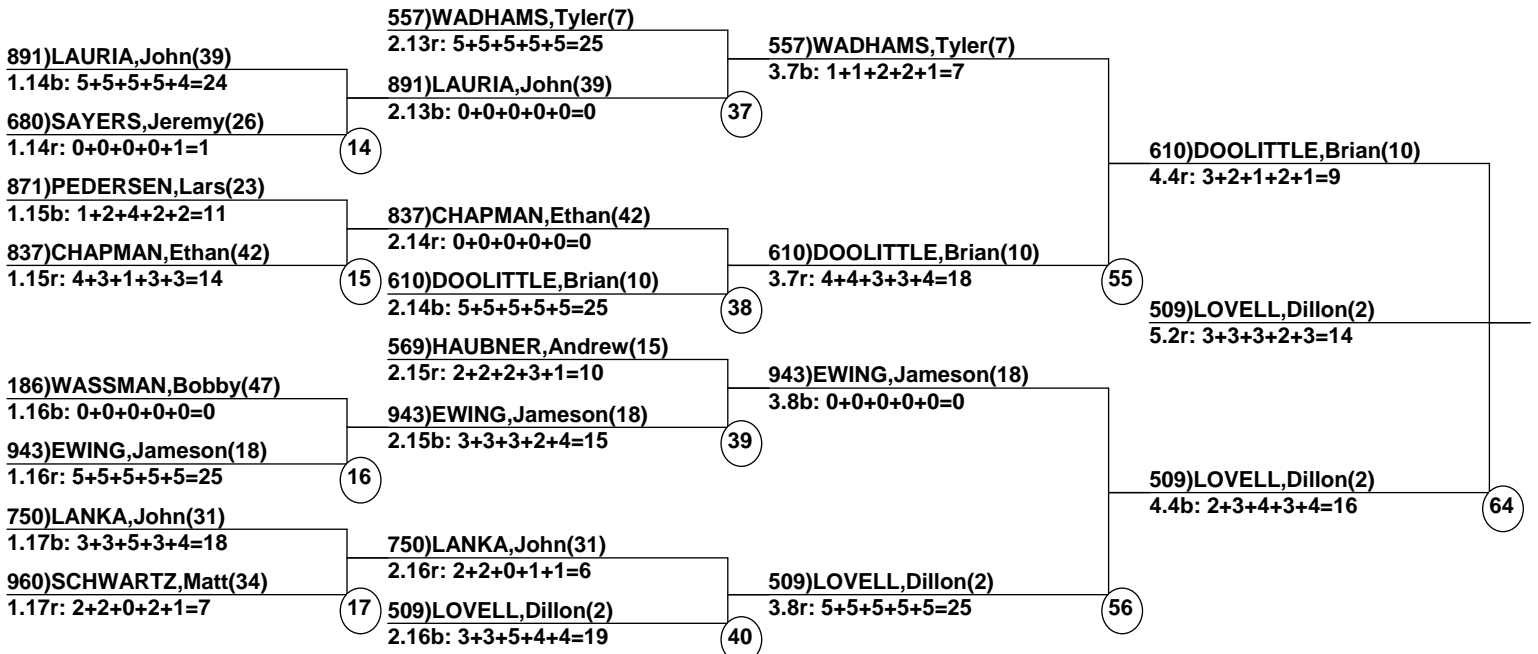 891)LAURIA,John(39)
1.14b: 5+5+5+5+4=24
680)SAYERS,Jeremy(26)
1.14r: 0+0+0+0+1=1
14
871)PEDERSEN,Lars(23)
1.15b: 1+2+4+2+2=11
837)CHAPMAN,Ethan(42)
1.15r: 4+3+1+3+3=14
15
186)WASSMAN,Bobby(47)
1.16b: 0+0+0+0+0=0
943)EWING,Jameson(18)
1.16r: 5+5+5+5+5=25
16
750)LANKA,John(31)
1.17b: 3+3+5+3+4=18
960)SCHWARTZ,Matt(34)
1.17r: 2+2+0+2+1=7
17
557)WADHAMS,Tyler(7)
2.13r: 5+5+5+5+5=25
891)LAURIA,John(39)
2.13b: 0+0+0+0+0=0
37
837)CHAPMAN,Ethan(42)
2.14r: 0+0+0+0+0=0
610)DOOLITTLE,Brian(10)
2.14b: 5+5+5+5+5=25
38
569)HAUBNER,Andrew(15)
2.15r: 2+2+2+3+1=10
943)EWING,Jameson(18)
2.15b: 3+3+3+2+4=15
39
750)LANKA,John(31)
2.16r: 2+2+0+1+1=6
509)LOVELL,Dillon(2)
2.16b: 3+3+5+4+4=19
40
557)WADHAMS,Tyler(7)
3.7b: 1+1+2+2+1=7
610)DOOLITTLE,Brian(10)
3.7r: 4+4+3+3+4=18
55
943)EWING,Jameson(18)
3.8b: 0+0+0+0+0=0
509)LOVELL,Dillon(2)
3.8r: 5+5+5+5+5=25
56
610)DOOLITTLE,Brian(10)
4.4r: 3+2+1+2+1=9
509)LOVELL,Dillon(2)
4.4b: 2+3+4+3+4=16
64
509)LOVELL,Dillon(2)
5.2r: 3+3+3+2+3=14